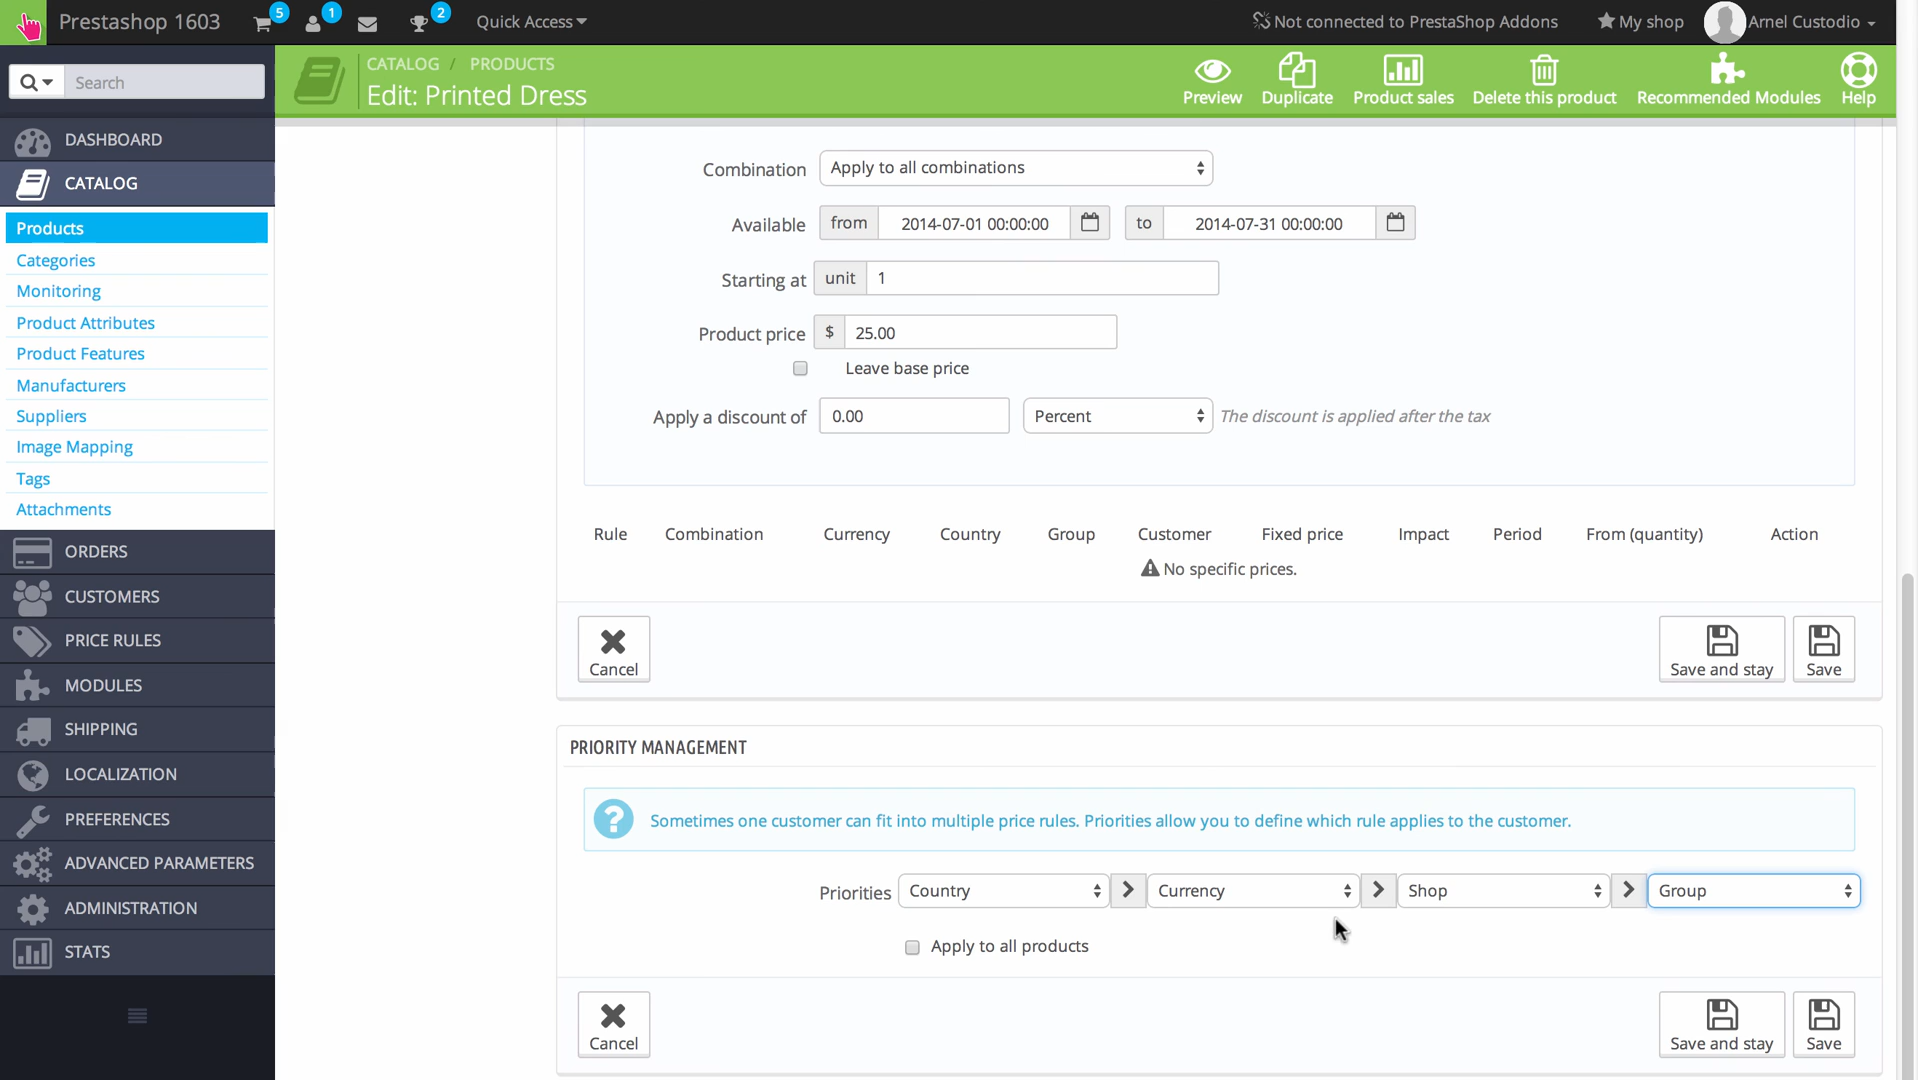 Prestashop 1603 5 1 2 Quick Access Not connected to PrestaShop Addons My shop Arnel Custodio
Search
CATALOG / PRODUCTS
Edit: Printed Dress
Preview Duplicate Product sales Delete this product Recommended Modules Help
DASHBOARD
CATALOG
Products
Categories
Monitoring
Product Attributes
Product Features
Manufacturers
Suppliers
Image Mapping
Tags
Attachments
ORDERS
CUSTOMERS
PRICE RULES
MODULES
SHIPPING
LOCALIZATION
PREFERENCES
ADVANCED PARAMETERS
ADMINISTRATION
STATS
Combination Apply to all combinations
Available from 2014-07-01 00:00:00 to 2014-07-31 00:00:00
Starting at unit 1
Product price $ 25.00
Leave base price
Apply a discount of 0.00 Percent The discount is applied after the tax
Rule Combination Currency Country Group Customer Fixed price Impact Period From (quantity) Action
No specific prices.
Cancel Save and stay Save
PRIORITY MANAGEMENT
? Sometimes one customer can fit into multiple price rules. Priorities allow you to define which rule applies to the customer.
Priorities Country Currency Shop Group
Apply to all products
Cancel Save and stay Save